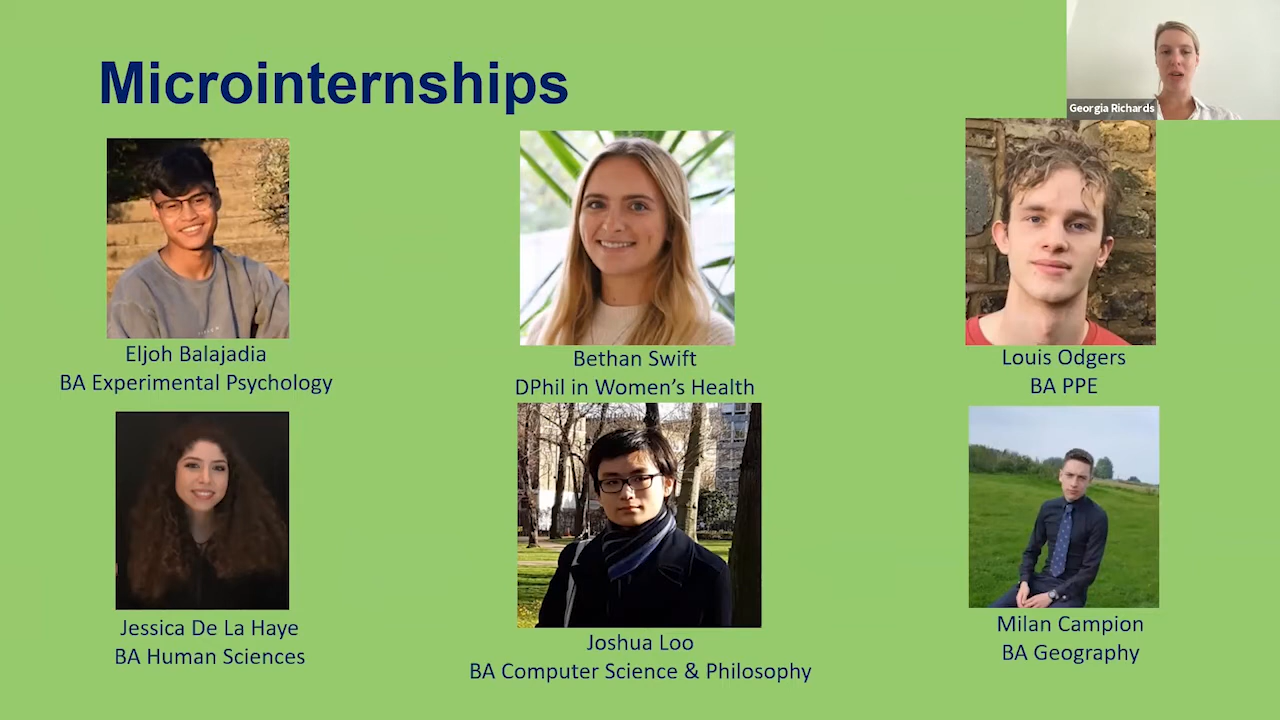 Microinternships
Georgia Richards
Eljoh Balajadia
BA Experimental Psychology
Bethan Swift
DPhil in Women's Health
Louis Odgers
BA PPE
Jessica De La Haye
BA Human Sciences
Joshua Loo
BA Computer Science & Philosophy
Milan Campion
BA Geography